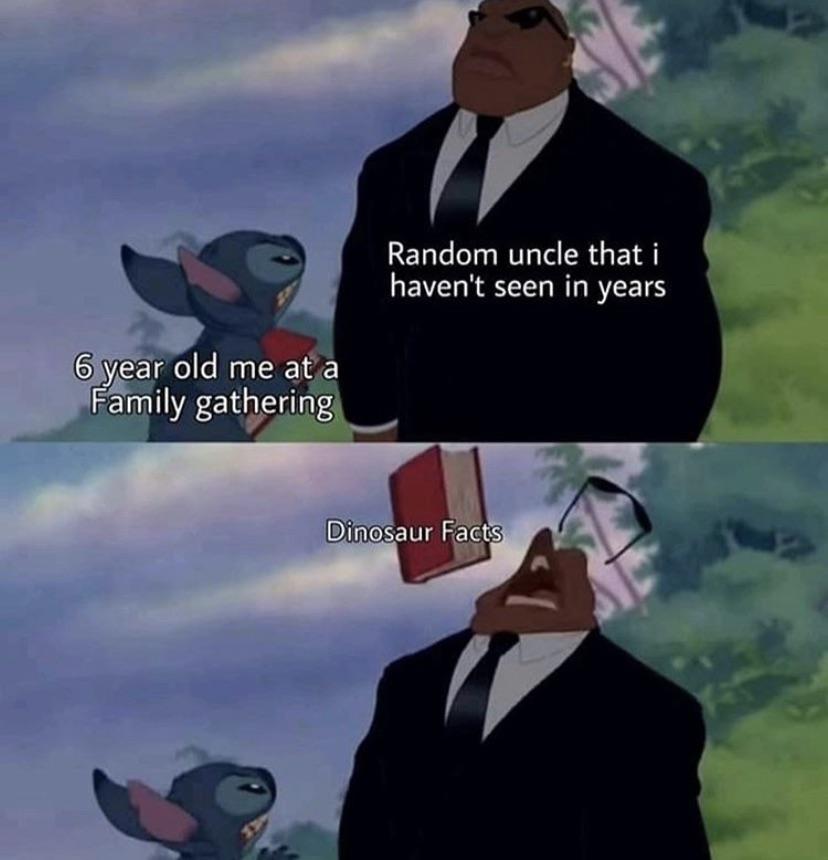 Random uncle that i
haven't seen in years
6 year old me at a
Family gathering
Dinosaur Facts